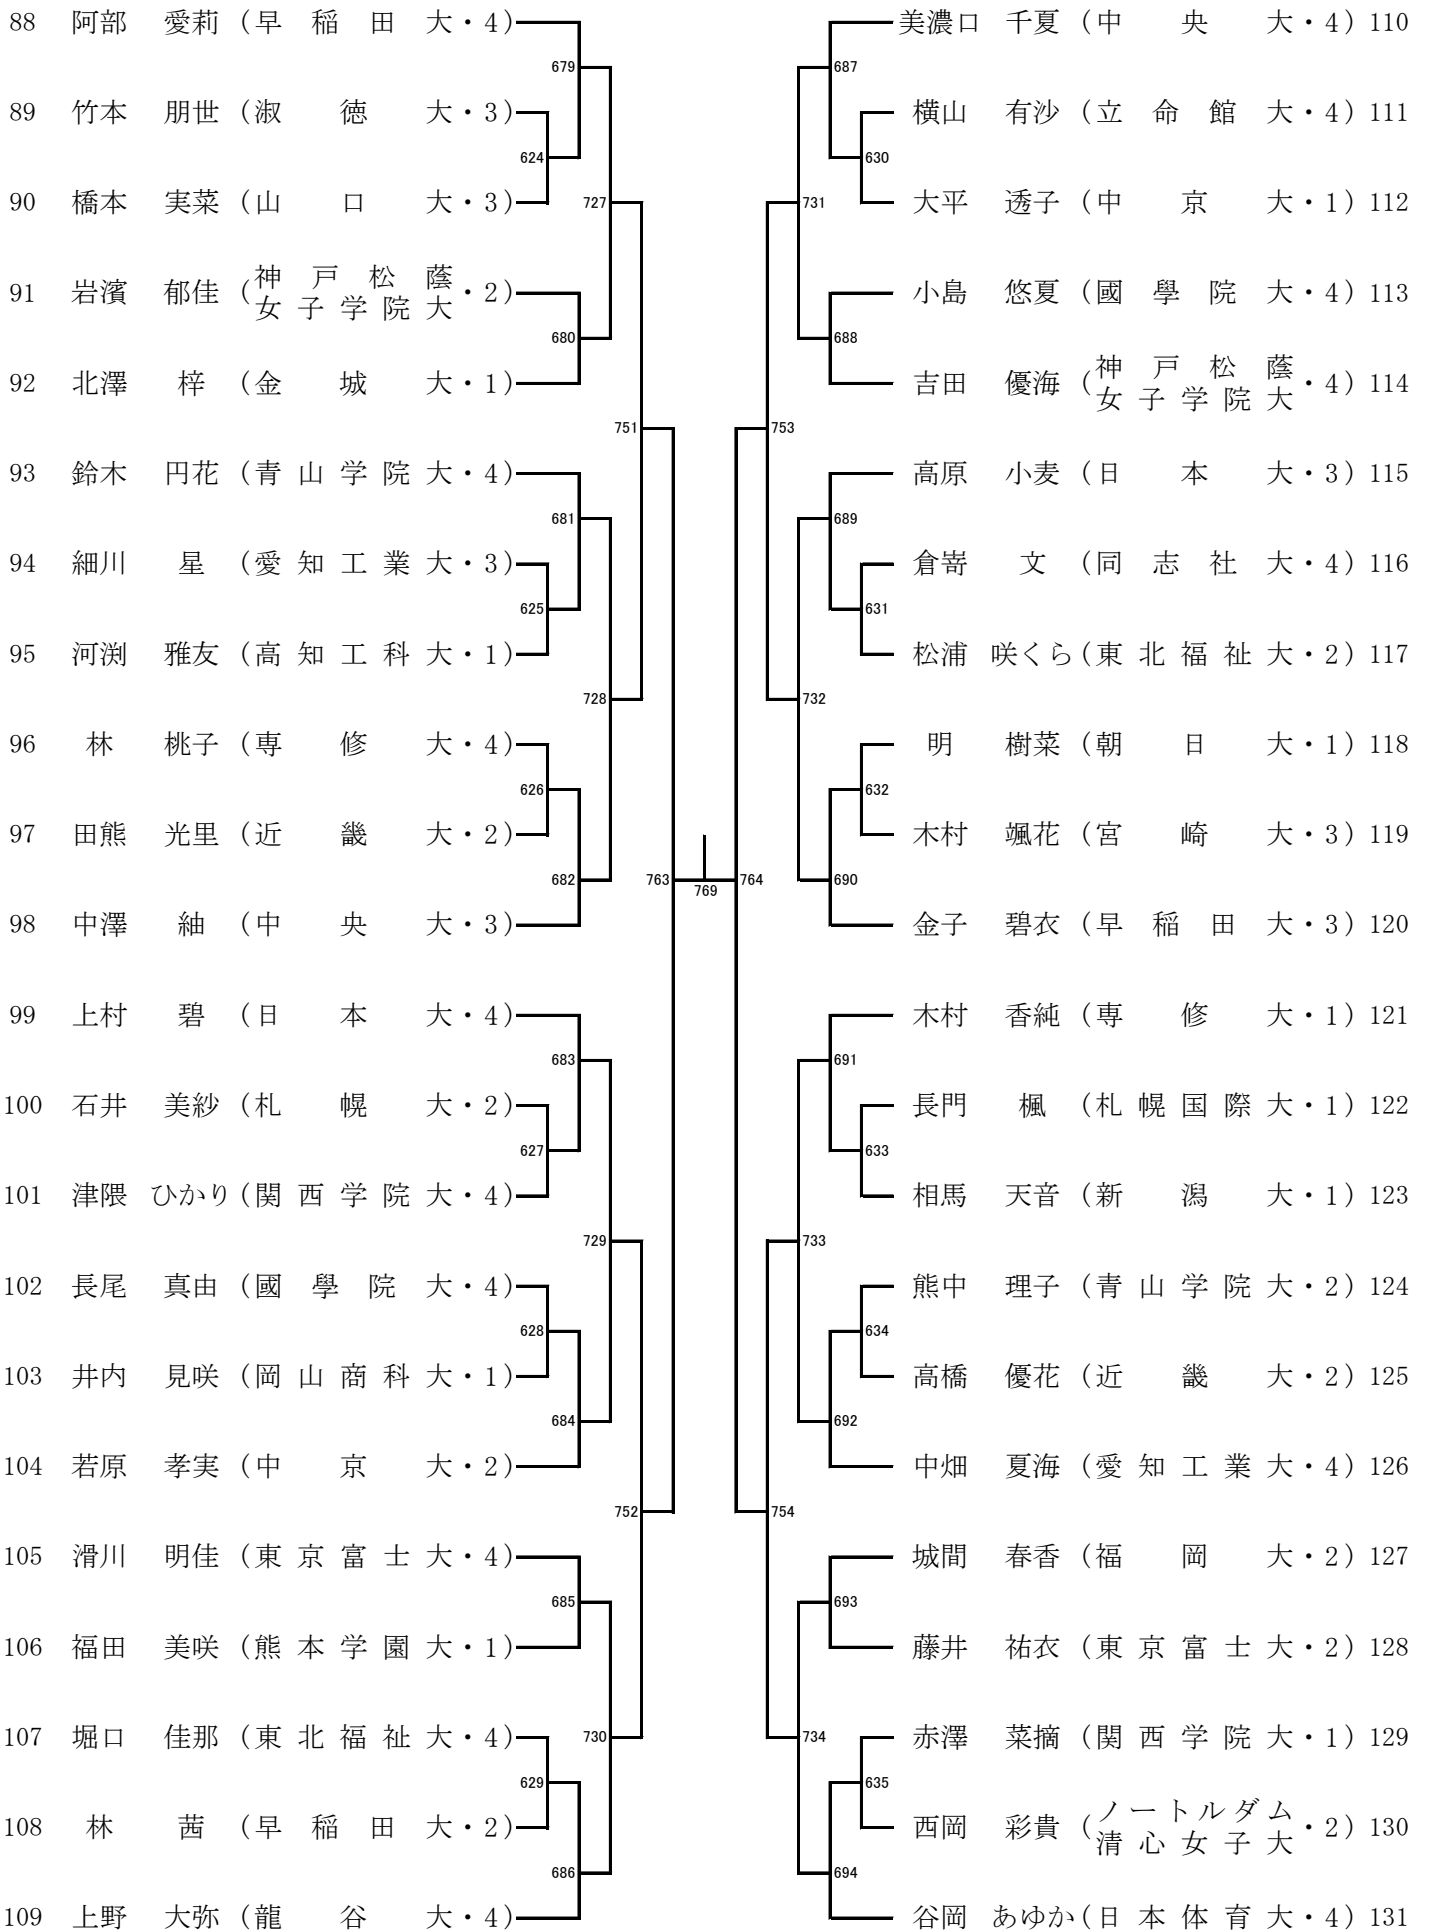 88 阿部 愛莉 (早稲田大・4)
89 竹本 朋世 (淑徳大・3)
90 橋本 実菜 (山口大・3)
91 岩濱 郁佳 (神戸松蔭女子学院大・2)
92 北澤 梓 (金城大・1)
93 鈴木 円花 (青山学院大・4)
94 細川 星 (愛知工業大・3)
95 河渕 雅友 (高知工科大・1)
96 林 桃子 (専修大・4)
97 田熊 光里 (近畿大・2)
98 中澤 紬 (中央大・3)
99 上村 碧 (日本大・4)
100 石井 美紗 (札幌大・2)
101 津隈 ひかり (関西学院大・4)
102 長尾 真由 (國學院大・4)
103 井内 見咲 (岡山商科大・1)
104 若原 孝実 (中京大・2)
105 滑川 明佳 (東京富士大・4)
106 福田 美咲 (熊本学園大・1)
107 堀口 佳那 (東北福祉大・4)
108 林 茜 (早稲田大・2)
109 上野 大弥 (龍谷大・4)
679
624
727
680
751
681
625
728
626
682
763
683
627
729
628
684
752
685
730
629
686
769
764
687
630
731
688
753
689
631
732
632
690
691
633
733
634
692
754
693
734
635
694
美濃口 千夏 (中央大・4) 110
横山 有沙 (立命館大・4) 111
大平 透子 (中京大・1) 112
小島 悠夏 (國學院大・4) 113
吉田 優海 (神戸松蔭女子学院大・4) 114
高原 小麦 (日本大・3) 115
倉嵜 文 (同志社大・4) 116
松浦 咲くら (東北福祉大・2) 117
明 樹菜 (朝日大・1) 118
木村 颯花 (宮崎大・3) 119
金子 碧衣 (早稲田大・3) 120
木村 香純 (専修大・1) 121
長門 楓 (札幌国際大・1) 122
相馬 天音 (新潟大・1) 123
熊中 理子 (青山学院大・2) 124
高橋 優花 (近畿大・2) 125
中畑 夏海 (愛知工業大・4) 126
城間 春香 (福岡大・2) 127
藤井 祐衣 (東京富士大・2) 128
赤澤 菜摘 (関西学院大・1) 129
西岡 彩貴 (ノートルダム清心女子大・2) 130
谷岡 あゆか (日本体育大・4) 131